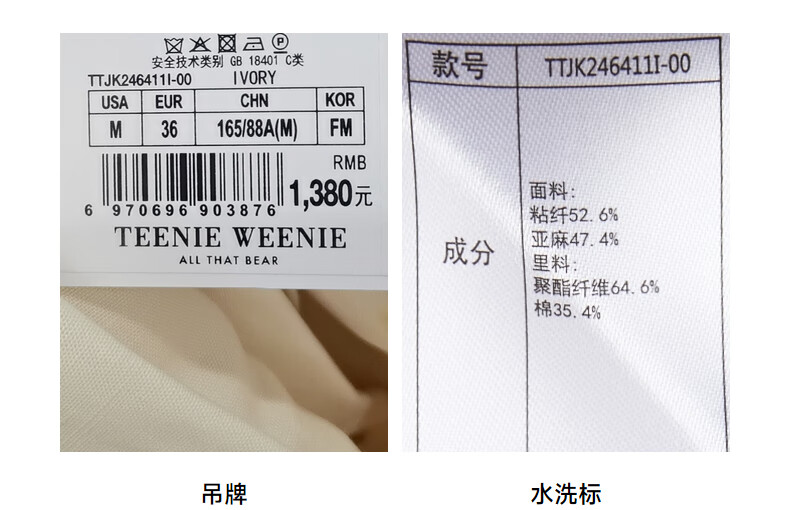 安全技术类别 GB 18401 C类
TTJK246411I-00 IVORY
USA EUR CHN KOR
M 36 165/88A(M) FM
RMB
1,380元
6 970696 903876
TEENIE WEENIE
ALL THAT BEAR
款号 TTJK246411I-00
成分
面料:
粘纤52.6%
亚麻47.4%
里料:
聚酯纤维64.6%
棉35.4%
吊牌
水洗标